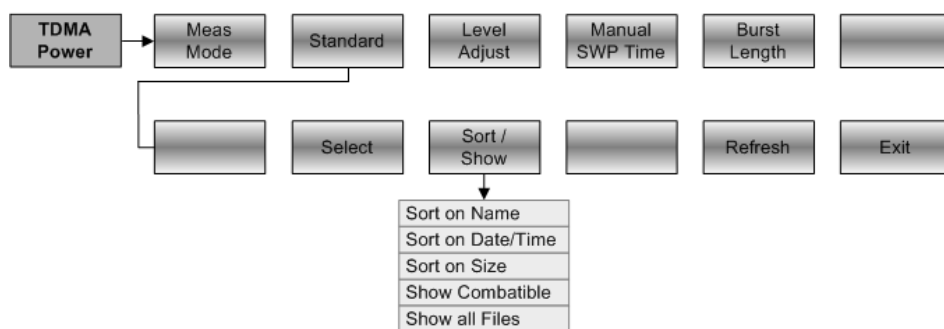 TDMA
Power
Meas
Mode
Standard
Level
Adjust
Manual
SWP Time
Burst
Length
Select
Sort /
Show
Refresh
Exit
Sort on Name
Sort on Date/Time
Sort on Size
Show Combatible
Show all Files